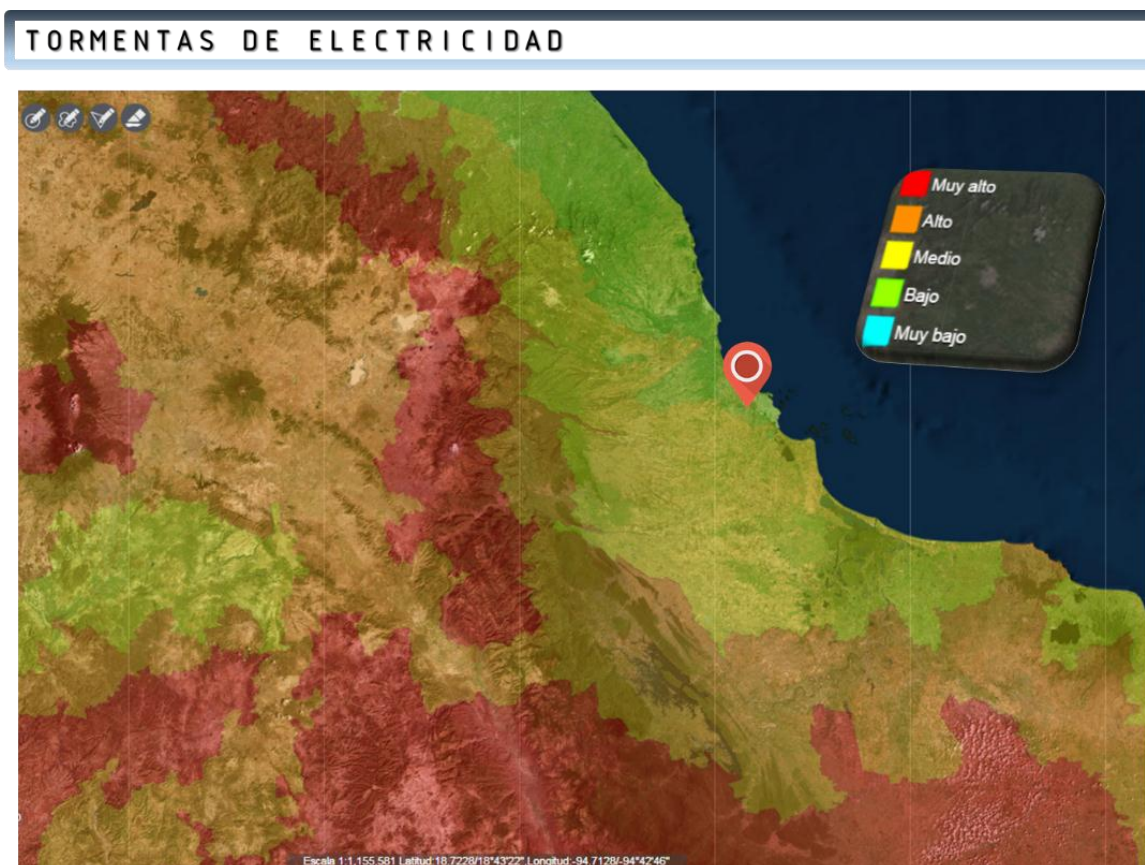 TORMENTAS DE ELECTRICIDAD
Muy alto
Alto
Medio
Bajo
Muy bajo
Escala 1:1,155,581 Latitud:18.7228/18°43'22" Longitud:-94.7128/-94°42'46"